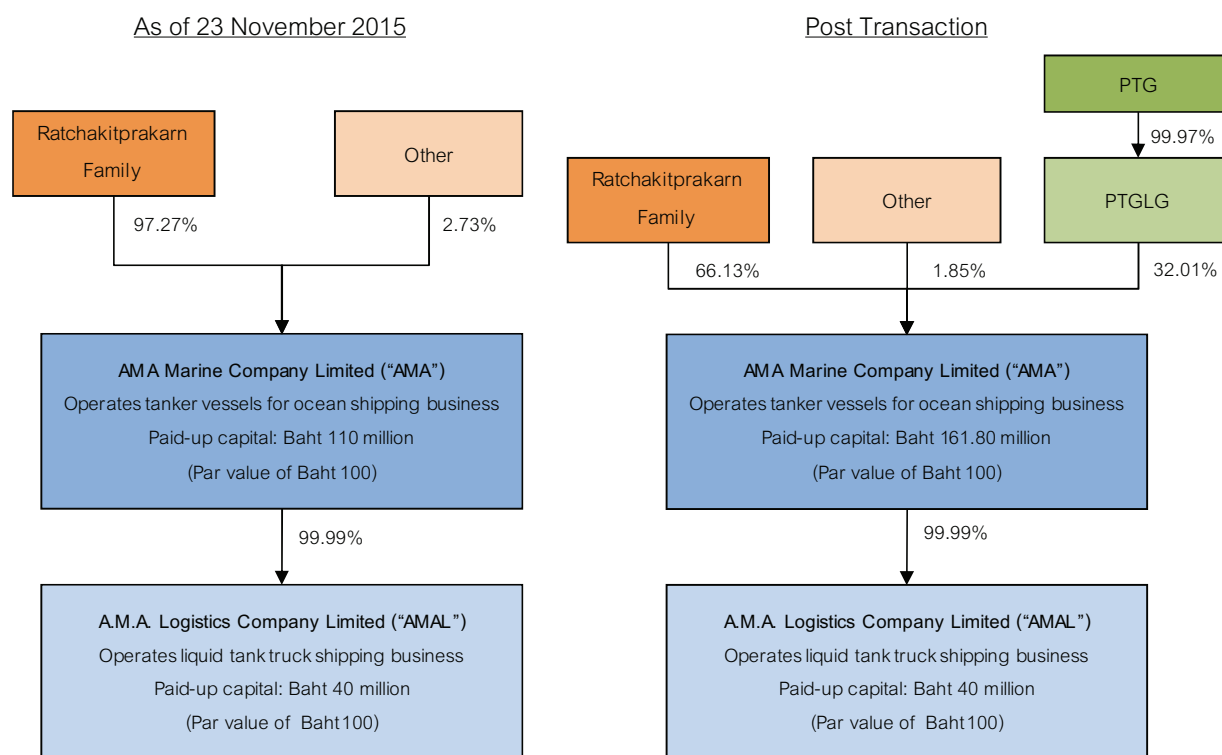 As of 23 November 2015
Ratchakitprakarn
Family
Other
97.27%
2.73%
AMA Marine Company Limited (“AMA”)
Operates tanker vessels for ocean shipping business
Paid-up capital: Baht 110 million
(Par value of Baht 100)
99.99%
A.M.A. Logistics Company Limited (“AMAL”)
Operates liquid tank truck shipping business
Paid-up capital: Baht 40 million
(Par value of Baht 100)
Post Transaction
PTG
99.97%
Ratchakitprakarn
Family
Other
PTGLG
66.13%
1.85%
32.01%
AMA Marine Company Limited (“AMA”)
Operates tanker vessels for ocean shipping business
Paid-up capital: Baht 161.80 million
(Par value of Baht 100)
99.99%
A.M.A. Logistics Company Limited (“AMAL”)
Operates liquid tank truck shipping business
Paid-up capital: Baht 40 million
(Par value of Baht 100)